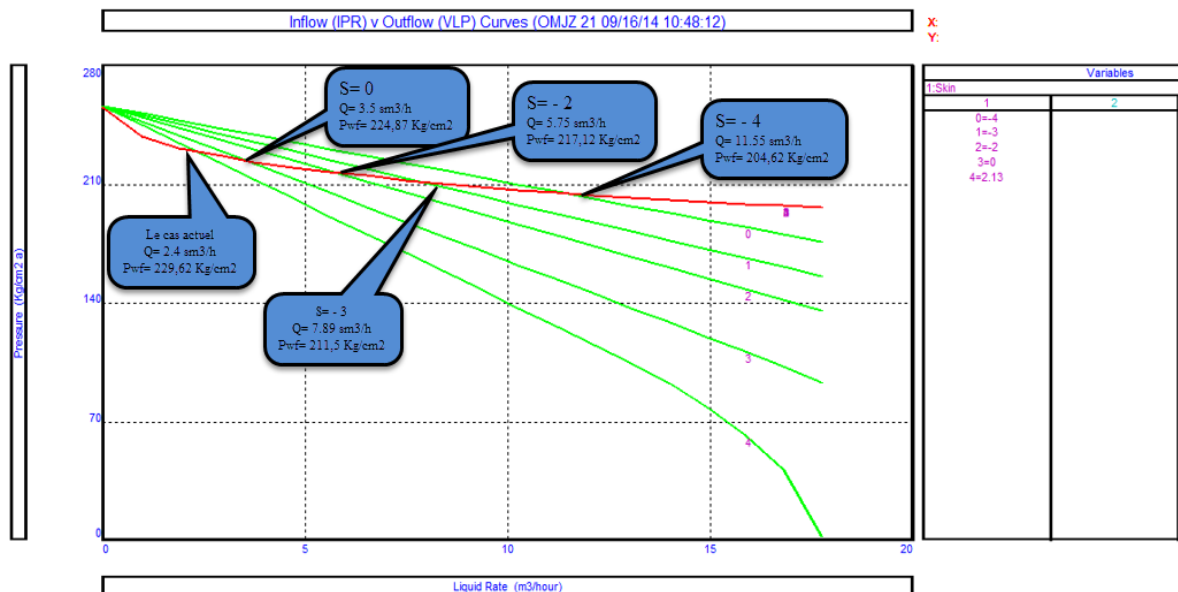 Inflow (IPR) v Outflow (VLP) Curves (OMJZ 21 09/16/14 10:48:12)
X:
Y:
Variables
1:Skin
1
2
0=-4
1=-3
2=-2
3=0
4=2.13
280
210
140
70
0
Pressure (Kg/cm2 a)
S= 0
Q= 3.5 sm3/h
Pwf= 224,87 Kg/cm2
S= - 2
Q= 5.75 sm3/h
Pwf= 217,12 Kg/cm2
S= - 4
Q= 11.55 sm3/h
Pwf= 204,62 Kg/cm2
Le cas actuel
Q= 2.4 sm3/h
Pwf= 229,62 Kg/cm2
S= - 3
Q= 7.89 sm3/h
Pwf= 211,5 Kg/cm2
0
1
2
3
4
0
5
10
15
20
Liquid Rate (m3/hour)